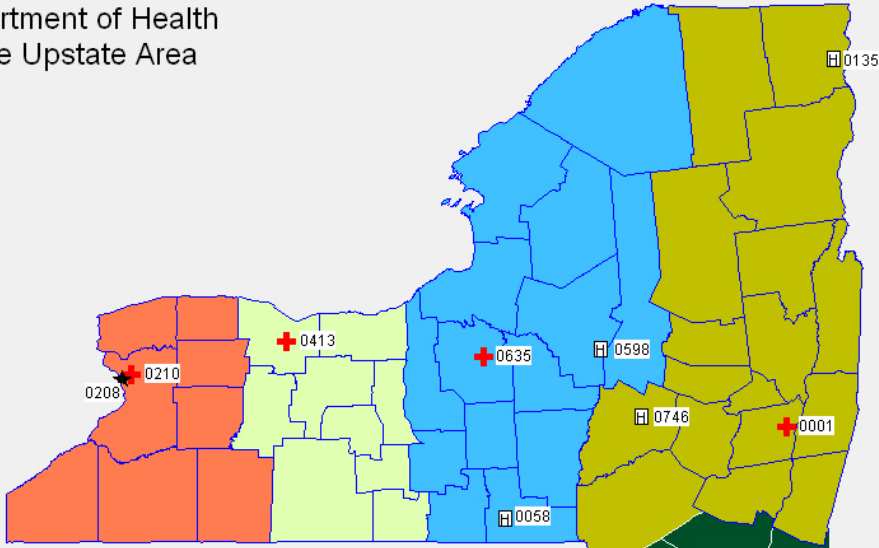 rtment of Health
e Upstate Area
H 0135
0413
0635
H 0598
0210
0208
H 0746
0001
H 0058